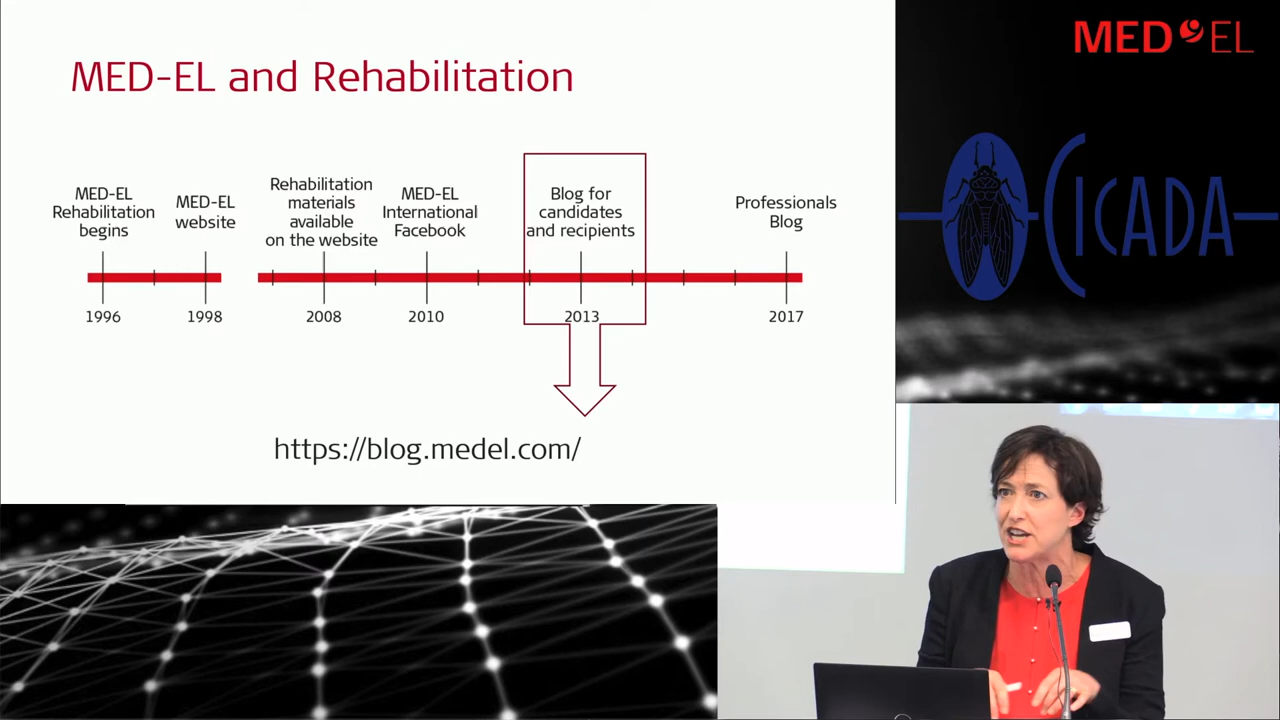 MED-EL and Rehabilitation
MED-EL
Rehabilitation
begins
MED-EL
website
Rehabilitation
materials
available
on the website
MED-EL
International
Facebook
Blog for
candidates
and recipients
Professionals
Blog
1996
1998
2008
2010
2013
2017
https://blog.medel.com/
MED EL
CICADA